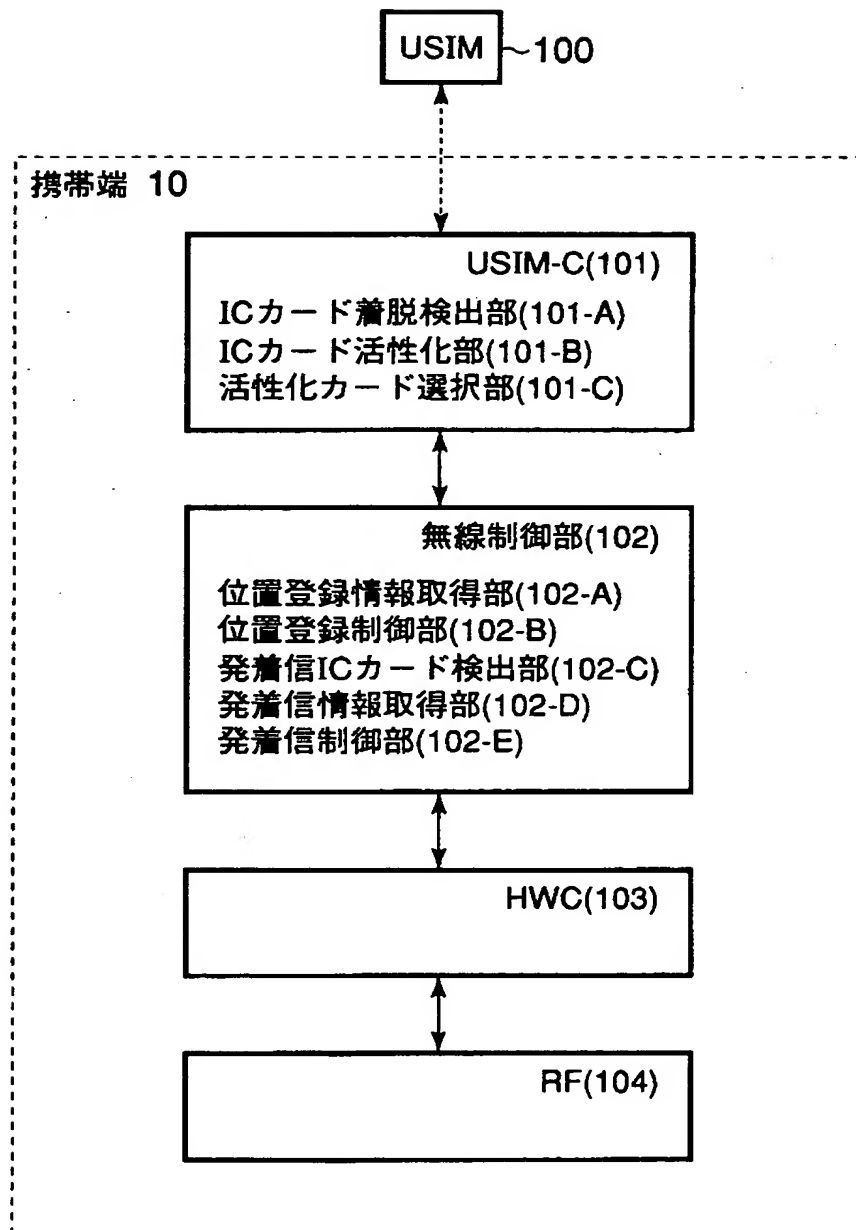 USIM ~100
携帯端 10
USIM-C(101)
ICカード着脱検出部(101-A)
ICカード活性化部(101-B)
活性化カード選択部(101-C)
無線制御部(102)
位置登録情報取得部(102-A)
位置登録制御部(102-B)
発着信ICカード検出部(102-C)
発着信情報取得部(102-D)
発着信制御部(102-E)
HWC(103)
RF(104)